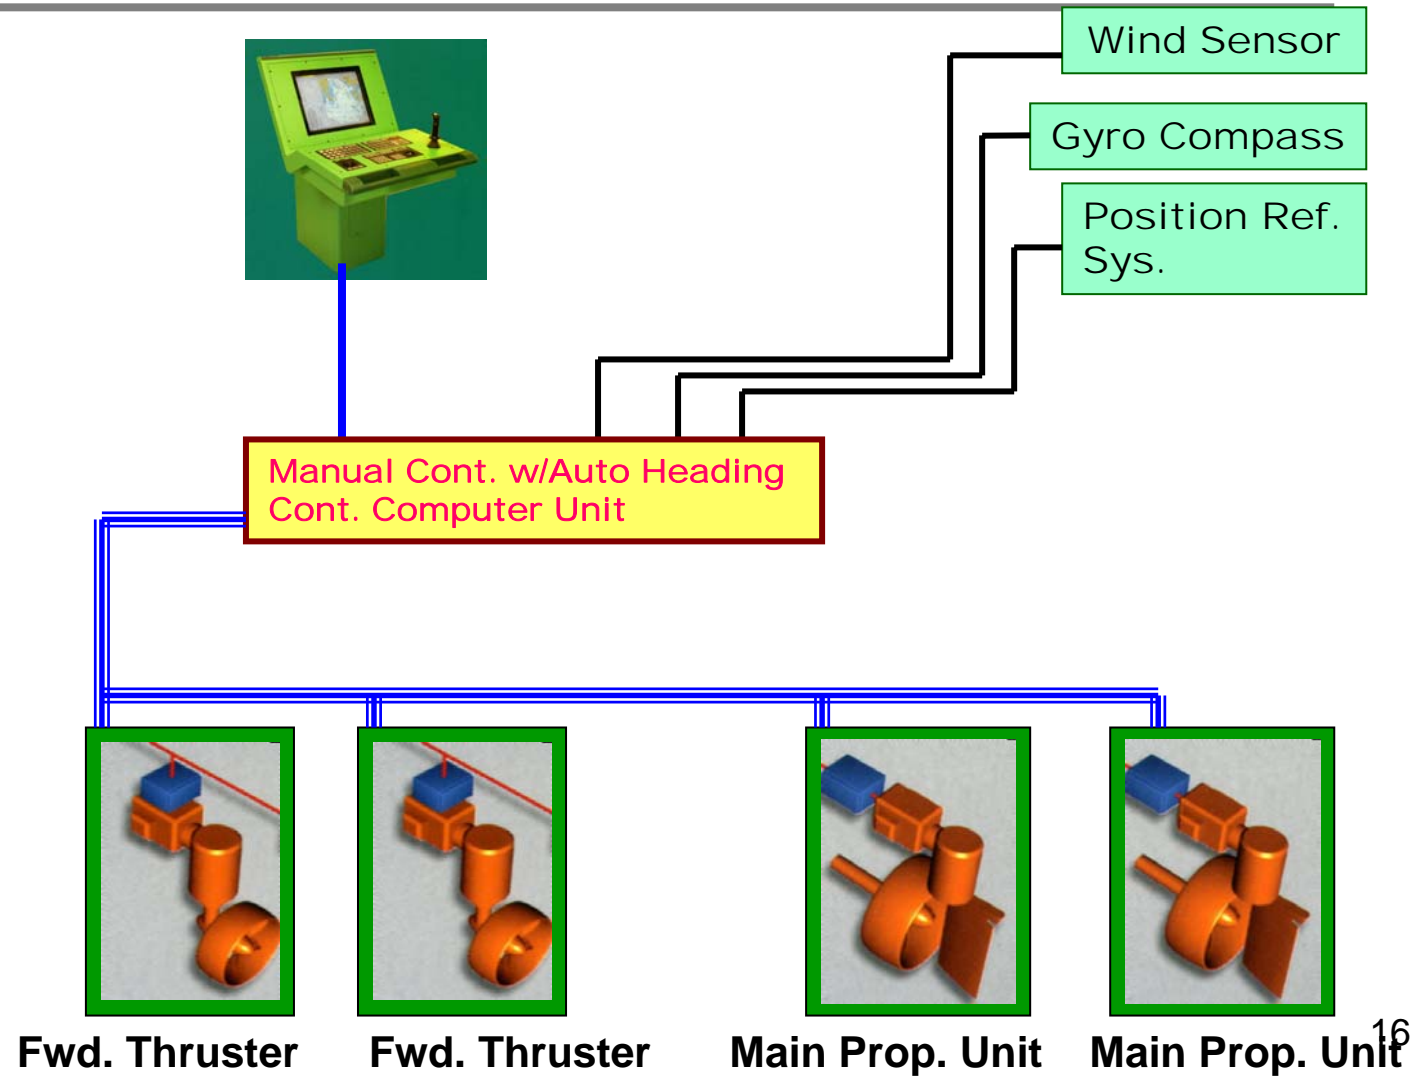 Wind Sensor
Gyro Compass
Position Ref.
Sys.
Manual Cont. w/Auto Heading
Cont. Computer Unit
Fwd. Thruster
Fwd. Thruster
Main Prop. Unit
Main Prop. Unit
16